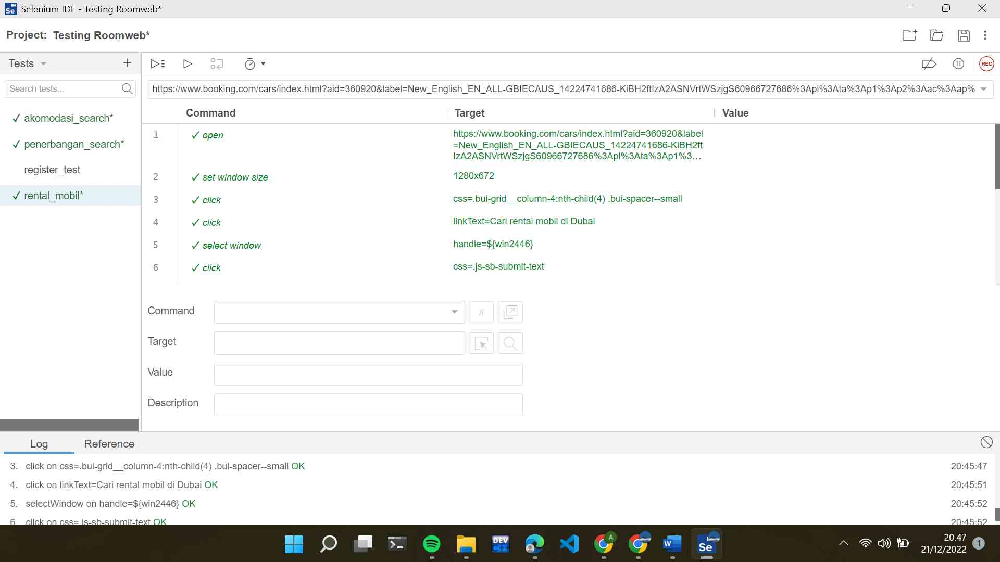 Selenium IDE - Testing Roomweb*
Project: Testing Roomweb*
Tests
REC
Search tests...
https://www.booking.com/cars/index.html?aid=360920&label=New_English_EN_ALL-GBIECAUS_14224741686-KiBH2ftIzA2ASNVrtWSzjgS60966727686%3Apl%3Ata%3Ap1%3Ap2%3Aac%3Aap%
akomodasi_search*
penerbangan_search*
register_test
rental_mobil*
Command Target Value
1 open https://www.booking.com/cars/index.html?aid=360920&label
=New_English_EN_ALL-GBIECAUS_14224741686-KiBH2ft
IzA2ASNVrtWSzjgS60966727686%3Apl%3Ata%3Ap1%3...
2 set window size 1280x672
3 click css=.bui-grid__column-4:nth-child(4) .bui-spacer--small
4 click linkText=Cari rental mobil di Dubai
5 select window handle=${win2446}
6 click css=.js-sb-submit-text
Command //
Target
Value
Description
Log Reference
3. click on css=.bui-grid__column-4:nth-child(4) .bui-spacer--small OK 20:45:47
4. click on linkText=Cari rental mobil di Dubai OK 20:45:51
5. selectWindow on handle=${win2446} OK 20:45:52
6. click on css=.js-sb-submit-text OK 20:45:52
DEV
C++
A
W
Se
20.47
21/12/2022
1